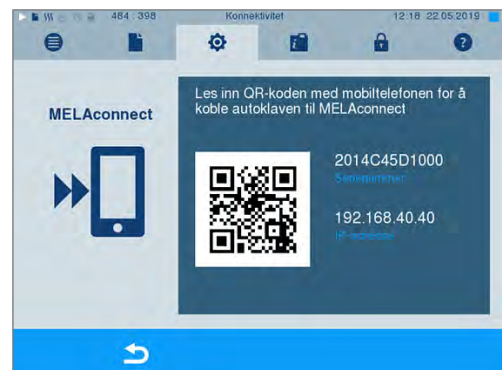 484 : 398 Konnektivitet 12:18 22.05.2019
MELAconnect
Les inn QR-koden med mobiltelefonen for å
koble autoklaven til MELAconnect
2014C45D1000
Serienummer
192.168.40.40
IP-adresse